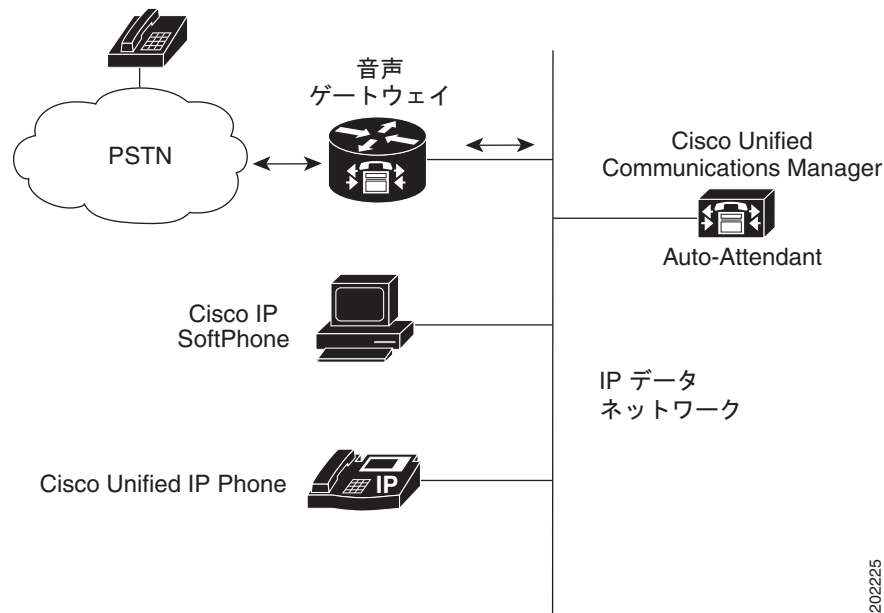 音声
ゲートウェイ
PSTN
Cisco Unified
Communications Manager
Auto-Attendant
Cisco IP
SoftPhone
IP データ
ネットワーク
Cisco Unified IP Phone
IP
202225